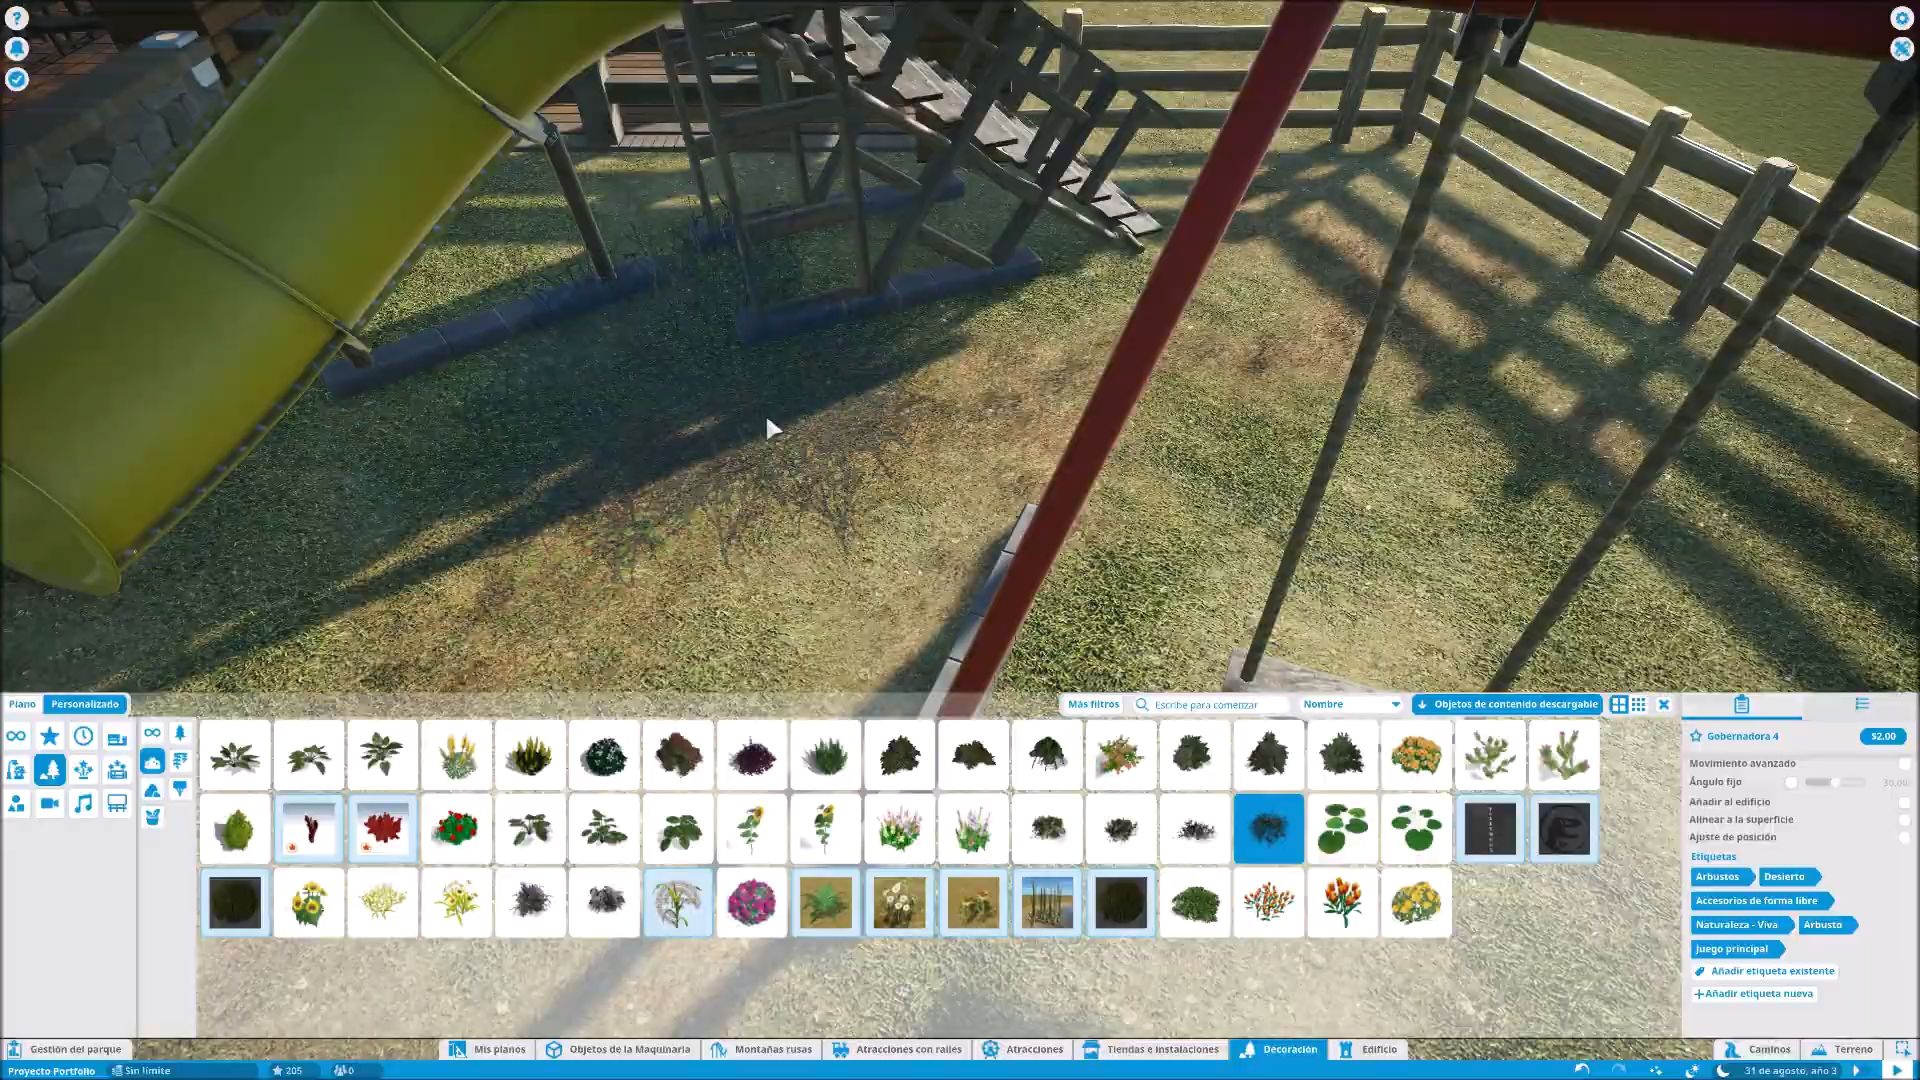 Plano
Personalizado
Más filtros
Escribe para comenzar
Nombre
Objetos de contenido descargable
Gobernadora 4
$2.00
Movimiento avanzado
Ángulo fijo
30.00
Añadir al edificio
Alinear a la superficie
Ajuste de posición
Etiquetas
Arbustos
Desierto
Accesorios de forma libre
Naturaleza - Viva
Arbusto
Juego principal
Añadir etiqueta existente
+Añadir etiqueta nueva
Gestión del parque
Mis planos
Objetos de la Maquinaria
Montañas rusas
Atracciones con raíles
Atracciones
Tiendas e instalaciones
Decoración
Edificio
Caminos
Terreno
Proyecto Portfolio
Sin límite
205
0
31 de agosto, año 3